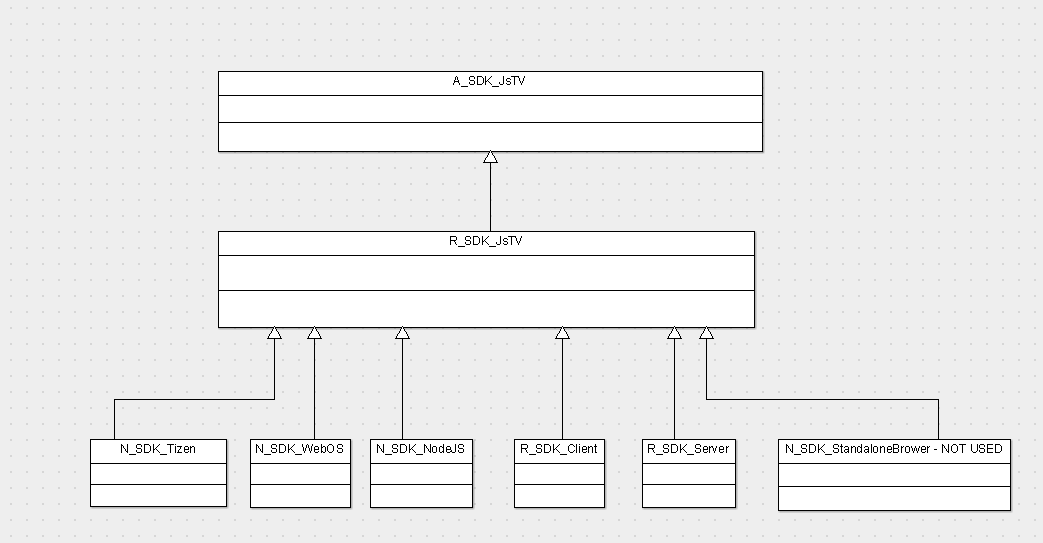 A_SDK_JsTV
R_SDK_JsTV
N_SDK_Tizen
N_SDK_WebOS
N_SDK_NodeJS
R_SDK_Client
R_SDK_Server
N_SDK_StandaloneBrower - NOT USED